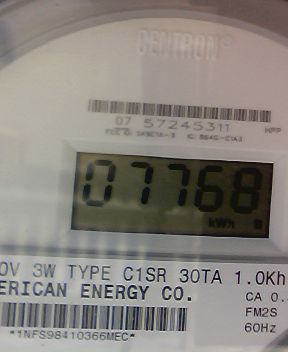 CENTRON®
07 57245311 HPP
07768
kWh
0V 3W TYPE C1SR 30TA 1.0Kh
ERICAN ENERGY CO.
CA 0.
FM2S
60Hz
*1NFS98410366MEC*